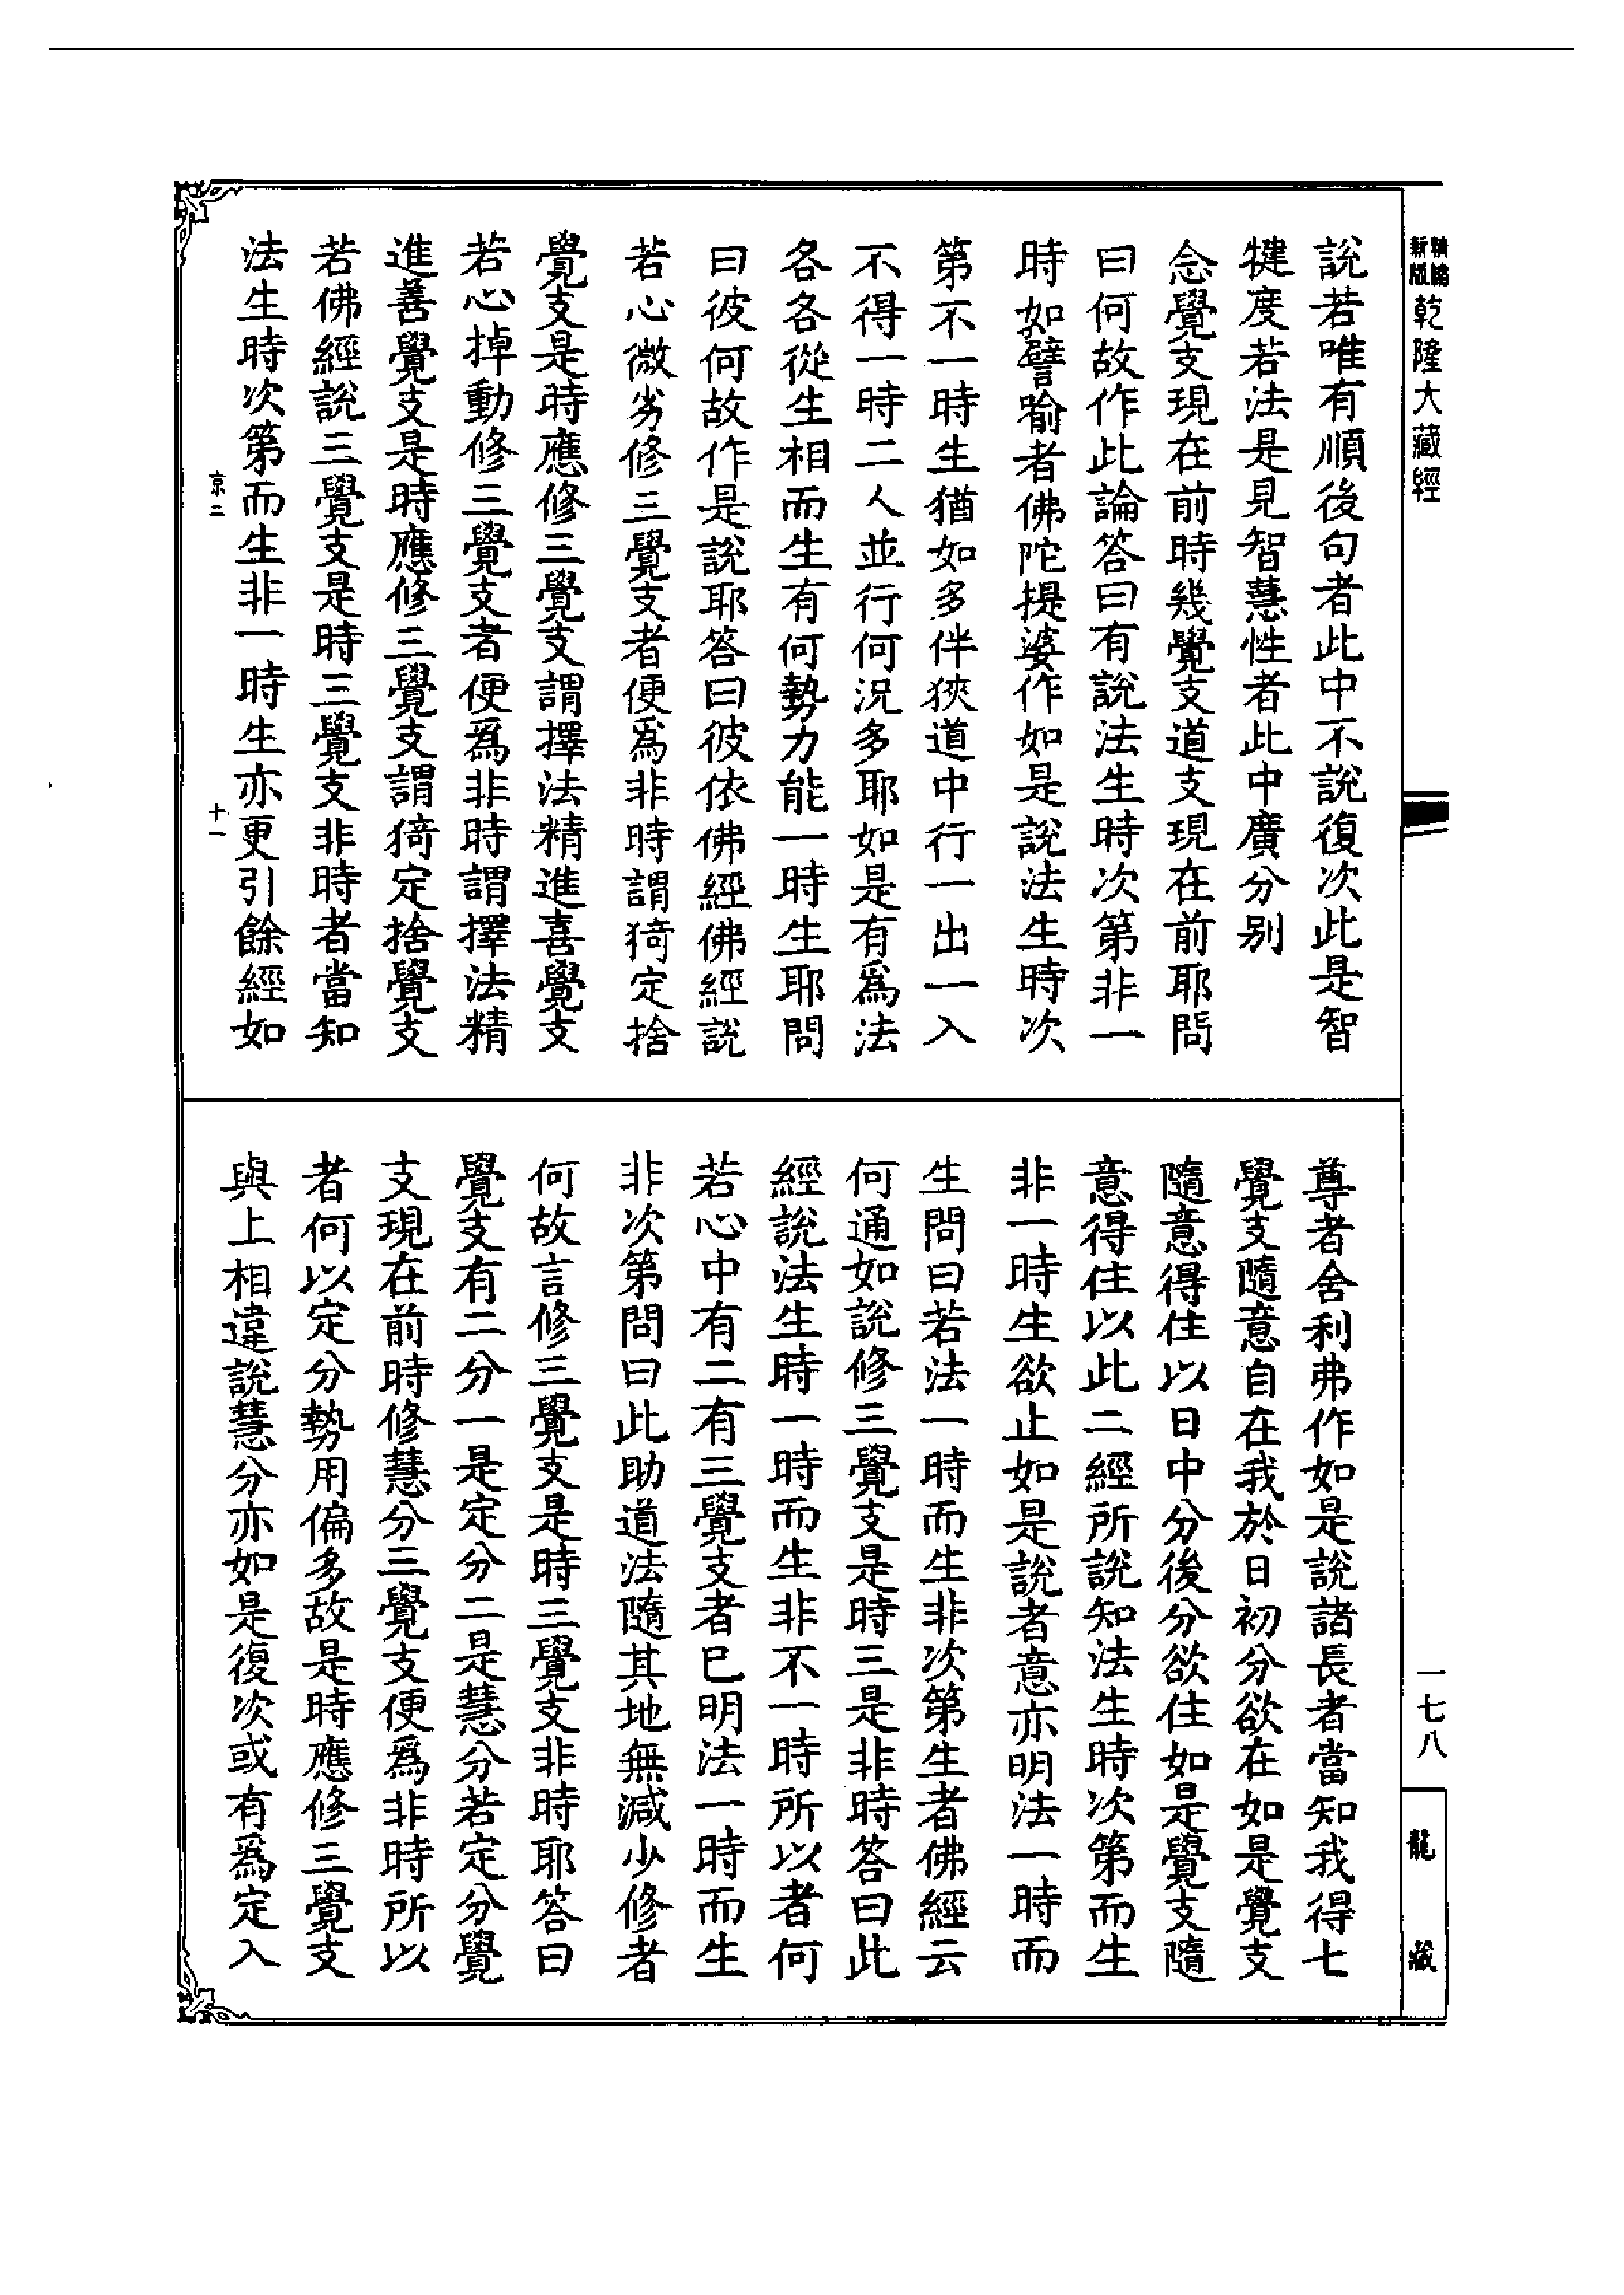 精編
新版
乾隆大藏經
說若唯有順後句者此中不說復次此是智
犍度若法是見智慧性者此中廣分别
念覺支現在前時幾覺支道支現在前耶問
曰何故作此論答曰有說法生時次第非一
時如譬喻者佛陀提婆作如是說法生時次
第不一時生猶如多伴狹道中行一出一入
不得一時二人並行何況多耶如是有爲法
各各從生相而生有何勢力能一時生耶問
曰彼何故作是說耶答曰彼依佛經佛經說
若心微劣修三覺支者便爲非時謂猗定捨
覺支是時應修三覺支謂擇法精進喜覺支
若心掉動修三覺支者便爲非時謂擇法精
進善覺支是時應修三覺支謂猗定捨覺支
若佛經說三覺支是時三覺支非時者當知
法生時次第而生非一時生亦更引餘經如
京二
十一
尊者舍利弗作如是說諸長者當知我得七
覺支隨意自在我於日初分欲在如是覺支
隨意得住以日中分後分欲住如是覺支隨
意得住以此二經所說知法生時次第而生
非一時生欲止如是說者意亦明法一時而
生問曰若法一時而生非次第生者佛經云
何通如說修三覺支是時三是非時答曰此
經說法生時一時而生非不一時所以者何
若心中有二有三覺支者已明法一時而生
非次第問曰此助道法隨其地無減少修者
何故言修三覺支是時三覺支非時耶答曰
覺支有二分一是定分二是慧分若定分覺
支現在前時修慧分三覺支便爲非時所以
者何以定分勢用偏多故是時應修三覺支
與上相違說慧分亦如是復次或有爲定入
一七八
龍藏